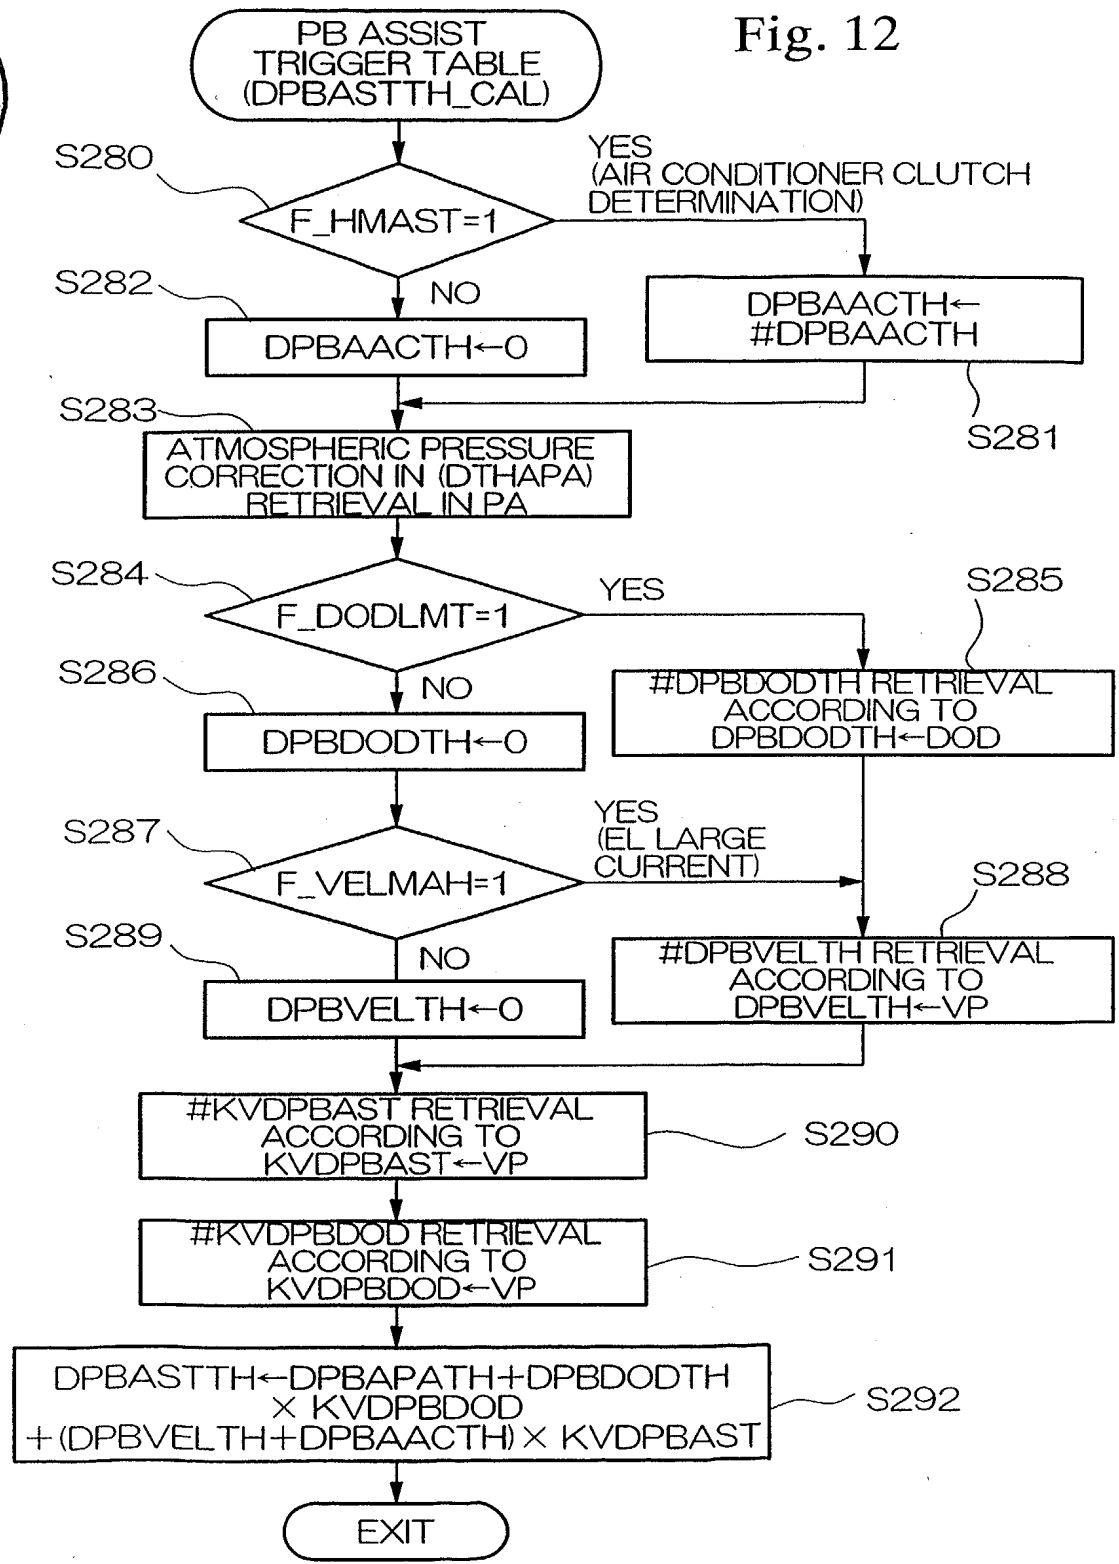 Fig. 12
PB ASSIST
TRIGGER TABLE
(DPBASTTH_CAL)
S280
F_HMAST=1
YES
(AIR CONDITIONER CLUTCH
DETERMINATION)
S282
NO
DPBAACTH←0
DPBAACTH←
#DPBAACTH
S281
S283
ATMOSPHERIC PRESSURE
CORRECTION IN (DTHAPA)
RETRIEVAL IN PA
S284
F_DODLMT=1
YES
S285
#DPBDODTH RETRIEVAL
ACCORDING TO
DPBDODTH←DOD
S286
NO
DPBDODTH←0
S287
F_VELMAH=1
YES
(EL LARGE
CURRENT)
S288
#DPBVELTH RETRIEVAL
ACCORDING TO
DPBVELTH←VP
S289
NO
DPBVELTH←0
#KVDPBAST RETRIEVAL
ACCORDING TO
KVDPBAST←VP
S290
#KVDPBDOD RETRIEVAL
ACCORDING TO
KVDPBDOD←VP
S291
DPBASTTH←DPBAPATH+DPBDODTH
× KVDPBDOD
+(DPBVELTH+DPBAACTH)× KVDPBAST
S292
EXIT